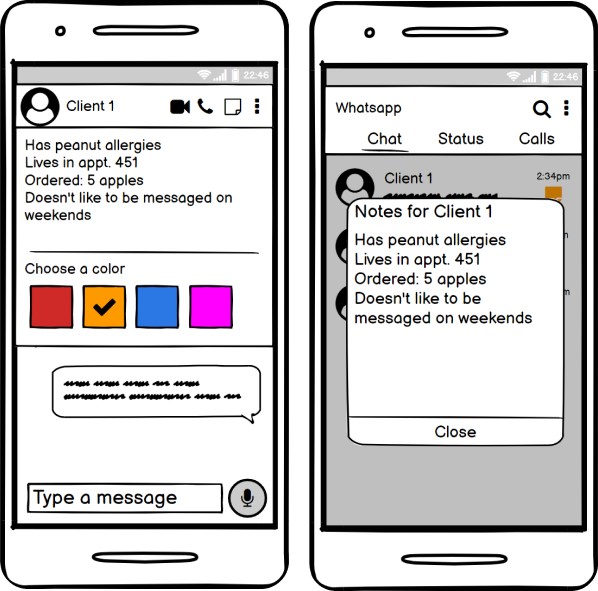 22:46
Client 1
Has peanut allergies
Lives in appt. 451
Ordered: 5 apples
Doesn't like to be messaged on
weekends
Choose a color
Type a message
22:46
Whatsapp
Chat Status Calls
Client 1 2:34pm
Notes for Client 1
Has peanut allergies
Lives in appt. 451
Ordered: 5 apples
Doesn't like to be
messaged on weekends
Close